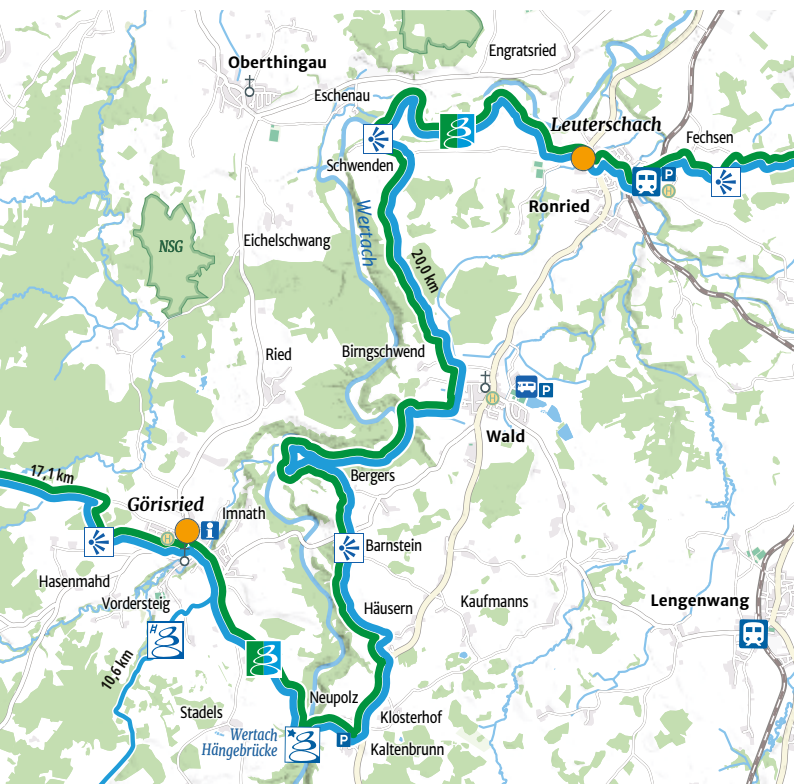 Engratsried
Oberthingau
Eschenau
Leuterschach
Fechsen
Schwenden
P
H
Ronried
Wertach
NSG
Eichelschwang
20,0 km
Birngschwend
Ried
P
H
Wald
17,1 km
Bergers
Görisried
Imnath
i
H
Barnstein
Hasenmahd
Vordersteig
Häusern
Kaufmanns
Lengenwang
H
10,6 km
Neupolz
Stadels
Klosterhof
Wertach
Hängebrücke
P
Kaltenbrunn